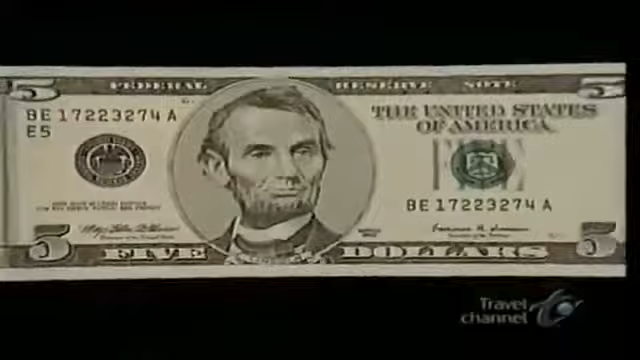 5 FEDERAL RESERVE NOTE 5
BE 17223274 A
E5
THE UNITED STATES
OF AMERICA
BE 17223274 A
5 FIVE DOLLARS 5
Travel
channel